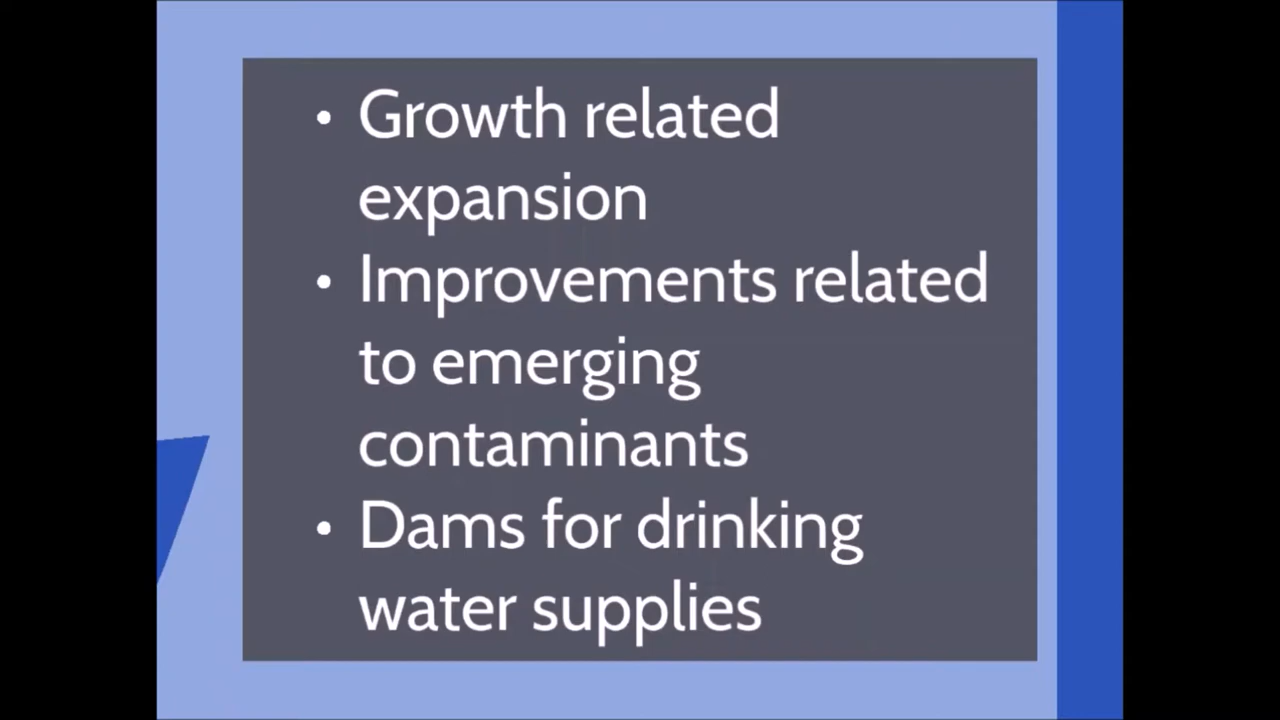 • Growth related
expansion
• Improvements related
to emerging
contaminants
• Dams for drinking
water supplies